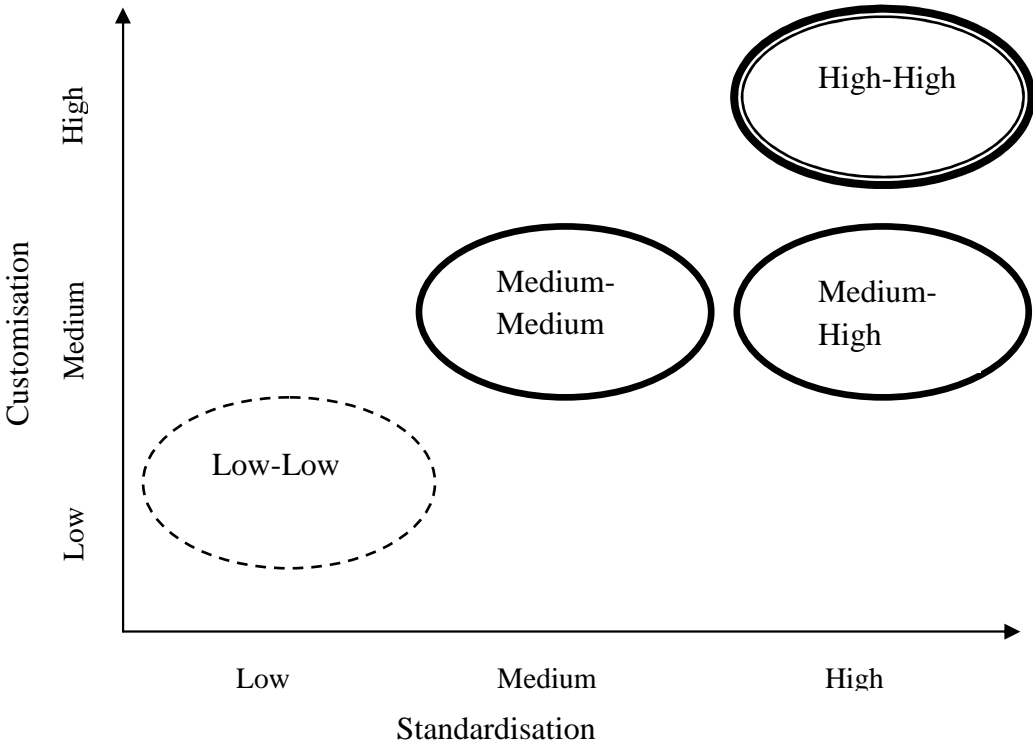 High-High
High
Medium-
Medium
Medium-
High
Customisation
Medium
Low-Low
Low
Low
Medium
High
Standardisation